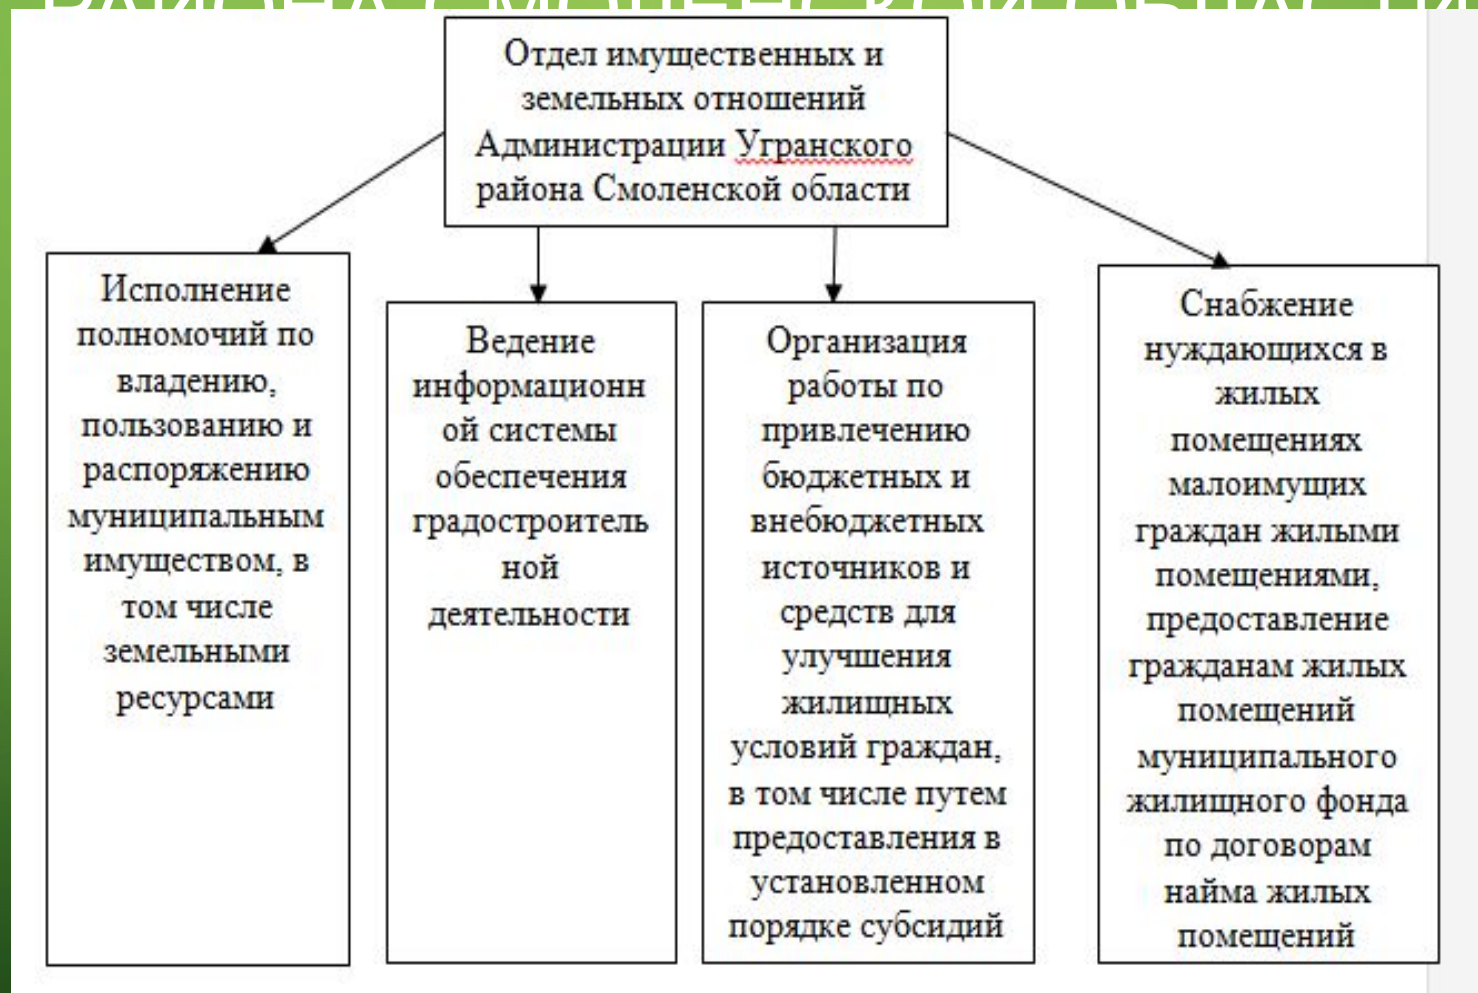 РАЙОНА СМОЛЕНСКОЙ ОБЛАСТИ
Отдел имущественных и
земельных отношений
Администрации Угранского
района Смоленской области
Исполнение
полномочий по
владению,
пользованию и
распоряжению
муниципальным
имуществом, в
том числе
земельными
ресурсами
Ведение
информационн
ой системы
обеспечения
градостроитель
ной
деятельности
Организация
работы по
привлечению
бюджетных и
внебюджетных
источников и
средств для
улучшения
жилищных
условий граждан,
в том числе путем
предоставления в
установленном
порядке субсидий
Снабжение
нуждающихся в
жилых
помещениях
малоимущих
граждан жилыми
помещениями,
предоставление
гражданам жилых
помещений
муниципального
жилищного фонда
по договорам
найма жилых
помещений